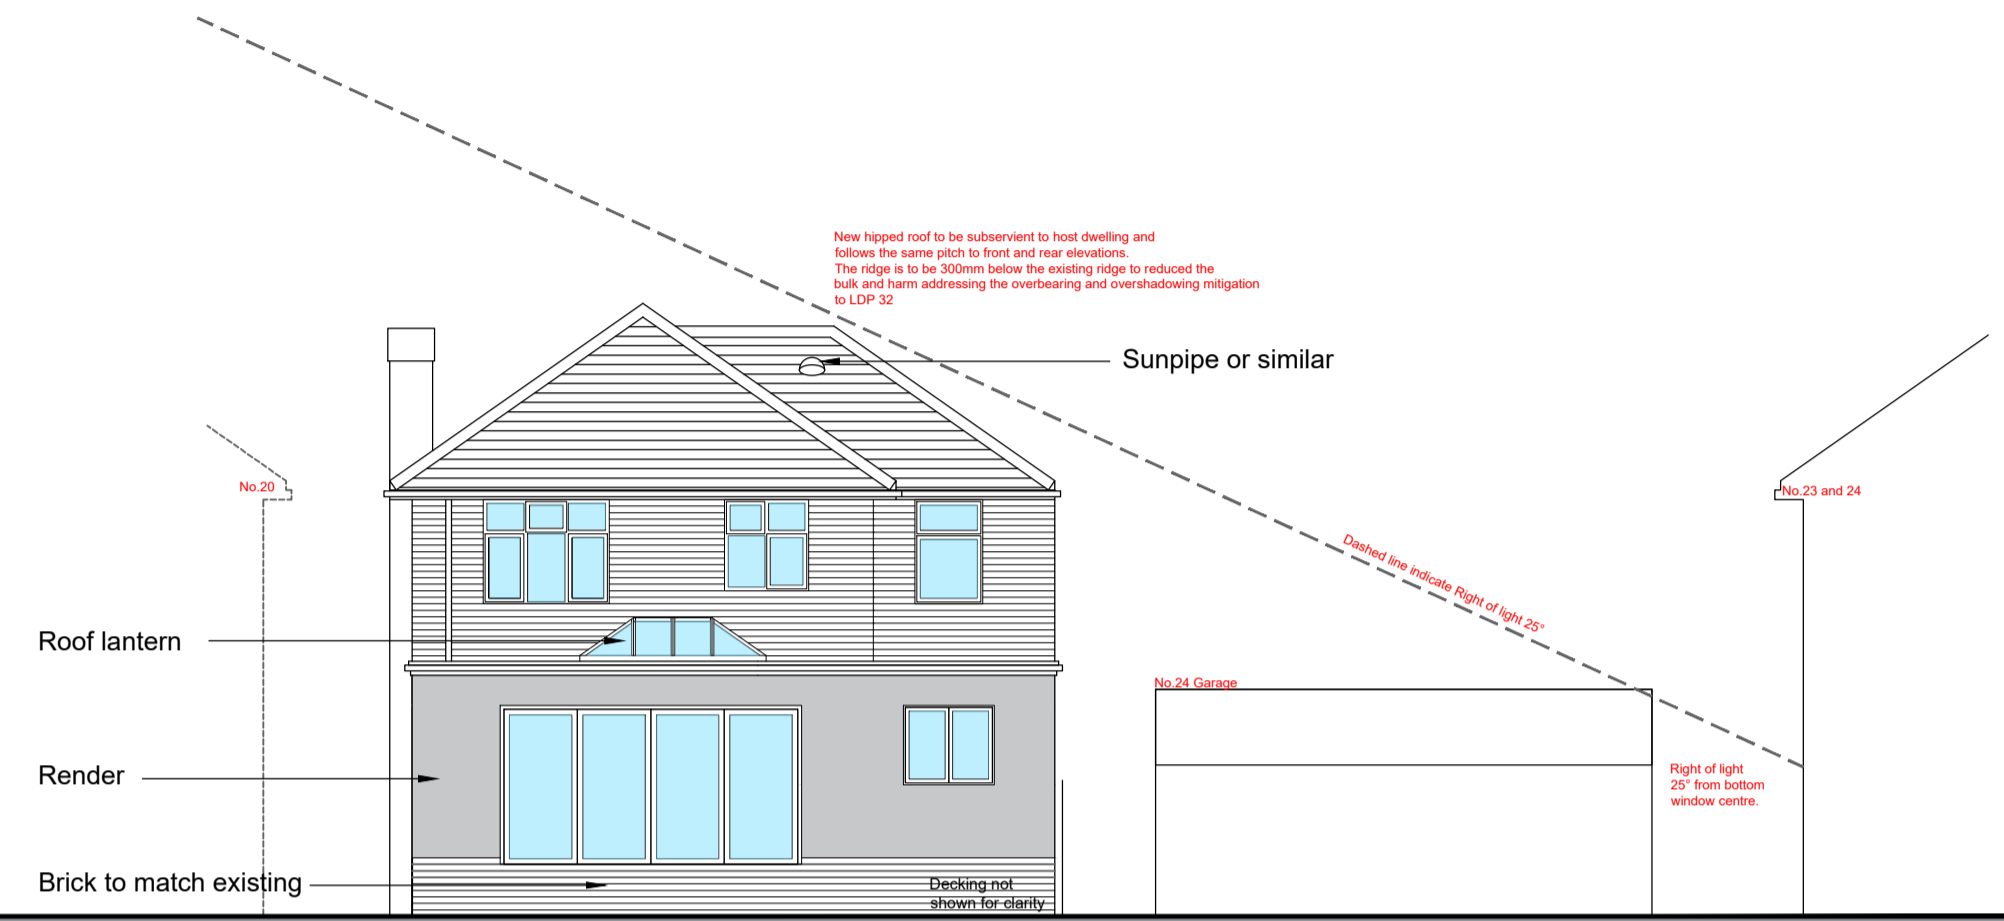 New hipped roof to be subservient to host dwelling and
follows the same pitch to front and rear elevations.
The ridge is to be 300mm below the existing ridge to reduced the
bulk and harm addressing the overbearing and overshadowing mitigation
to LDP 32
Sunpipe or similar
No.20
No.23 and 24
Dashed line indicate Right of light 25°
Roof lantern
No.24 Garage
Render
Right of light
25° from bottom
window centre.
Brick to match existing
Decking not
shown for clarity